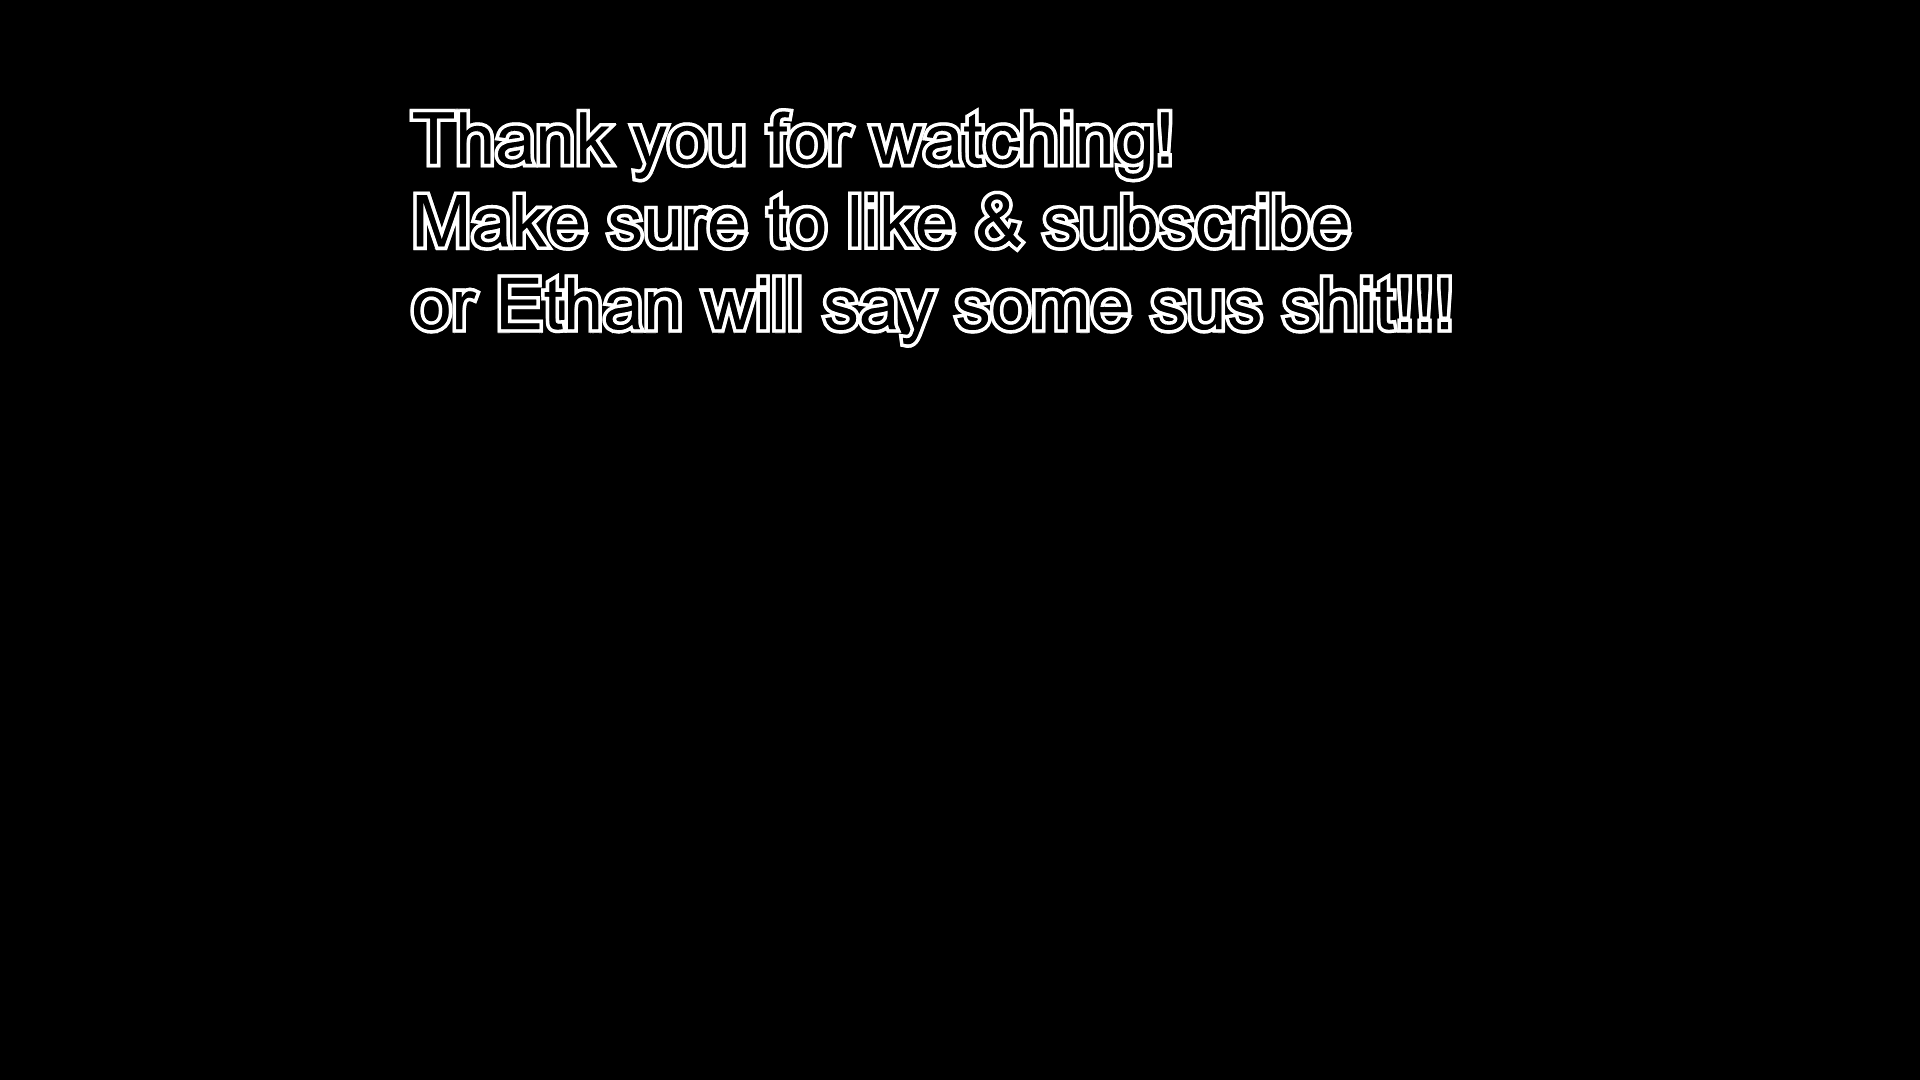 Thank you for watching!
Make sure to like & subscribe
or Ethan will say some sus shit!!!